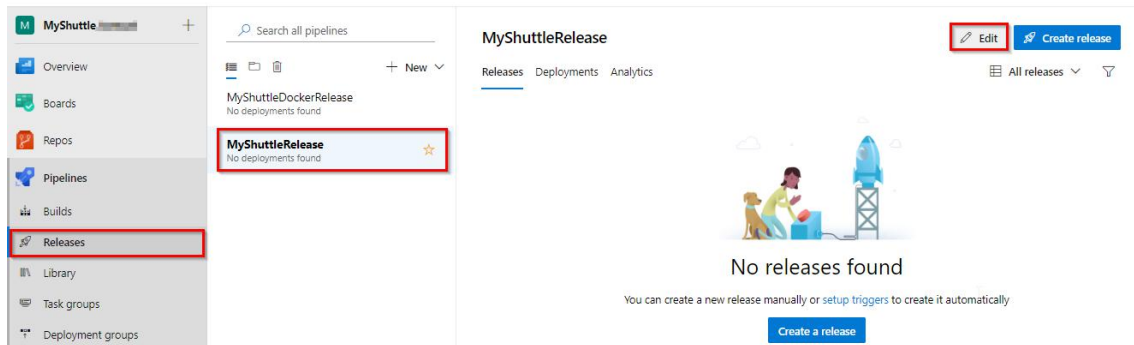 M MyShuttle +
Overview
Boards
Repos
Pipelines
Builds
Releases
Library
Task groups
Deployment groups
Search all pipelines
+ New
MyShuttleDockerRelease
No deployments found
MyShuttleRelease
No deployments found
MyShuttleRelease
Edit
Create release
Releases Deployments Analytics
All releases
No releases found
You can create a new release manually or setup triggers to create it automatically
Create a release